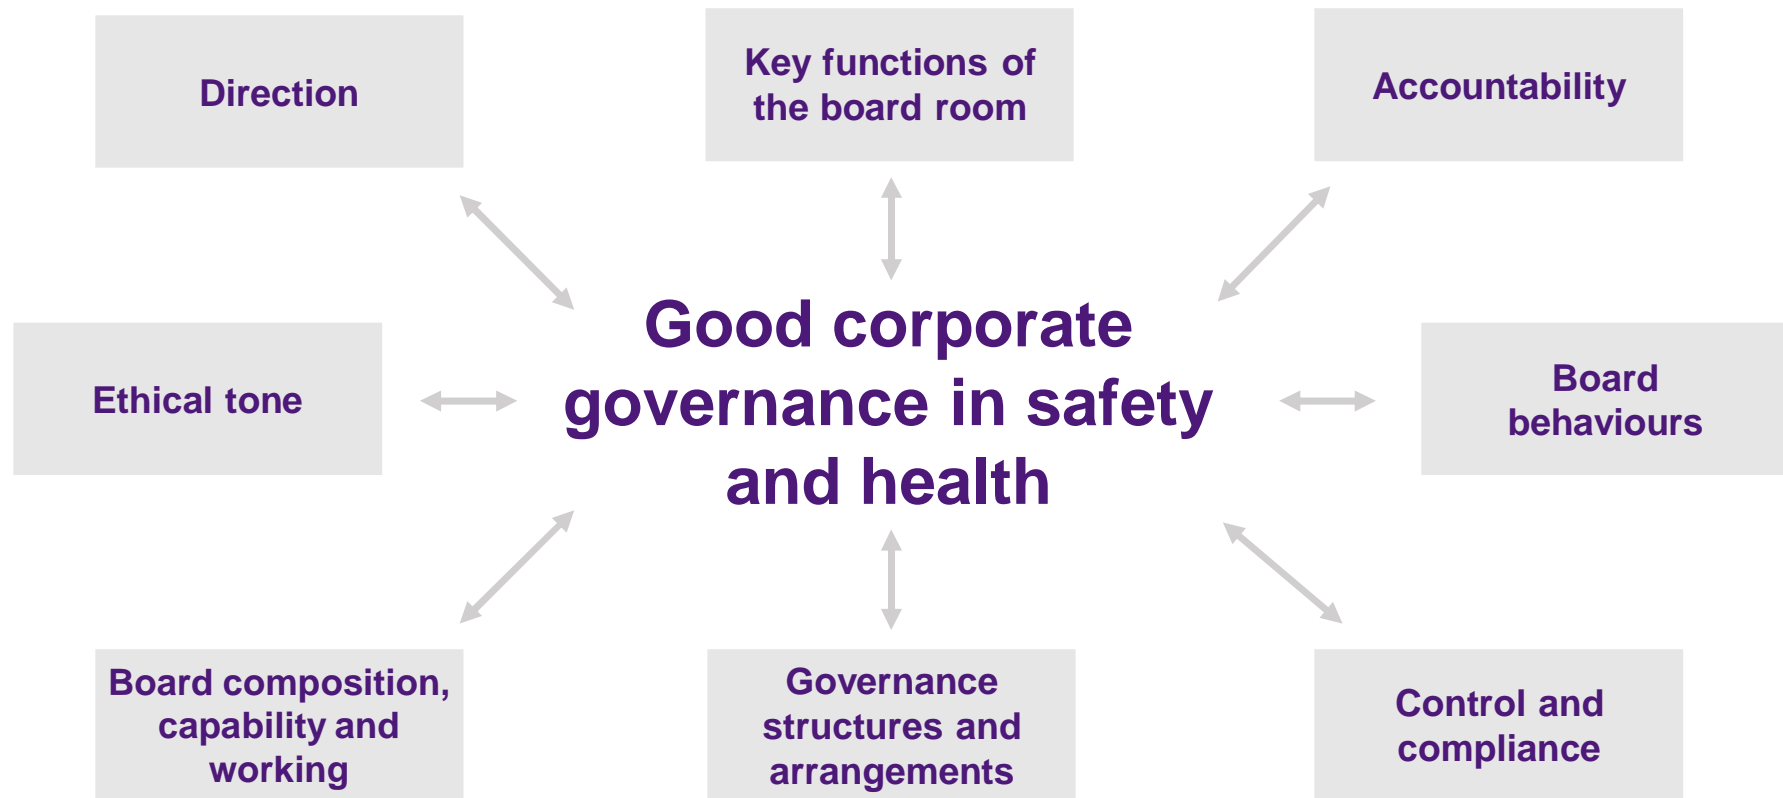 Direction
Key functions of
the board room
Accountability
Good corporate
governance in safety
and health
Ethical tone
Board
behaviours
Board composition,
capability and
working
Governance
structures and
arrangements
Control and
compliance